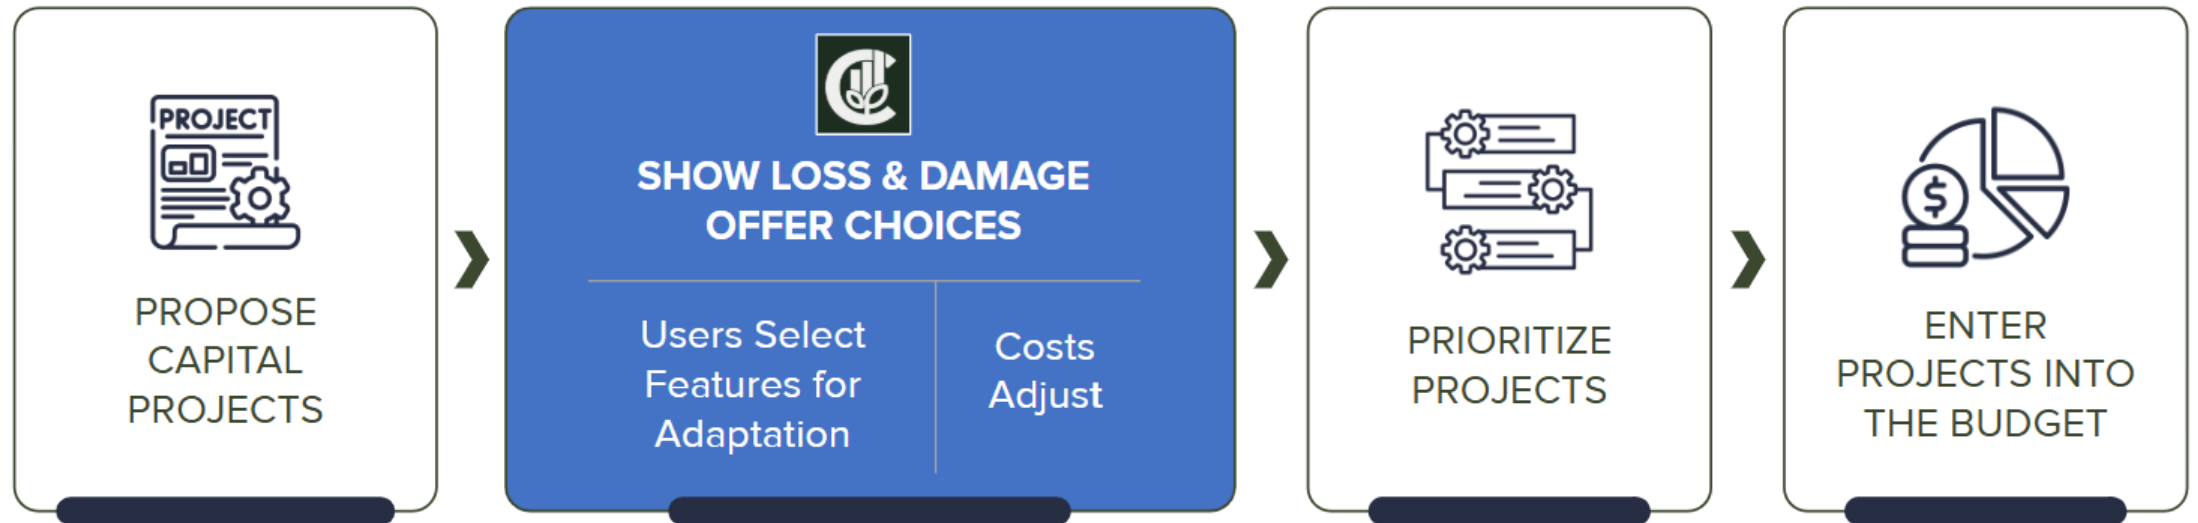 PROJECT
PROPOSE
CAPITAL
PROJECTS
SHOW LOSS & DAMAGE
OFFER CHOICES
Users Select
Features for
Adaptation
Costs
Adjust
PRIORITIZE
PROJECTS
$
ENTER
PROJECTS INTO
THE BUDGET